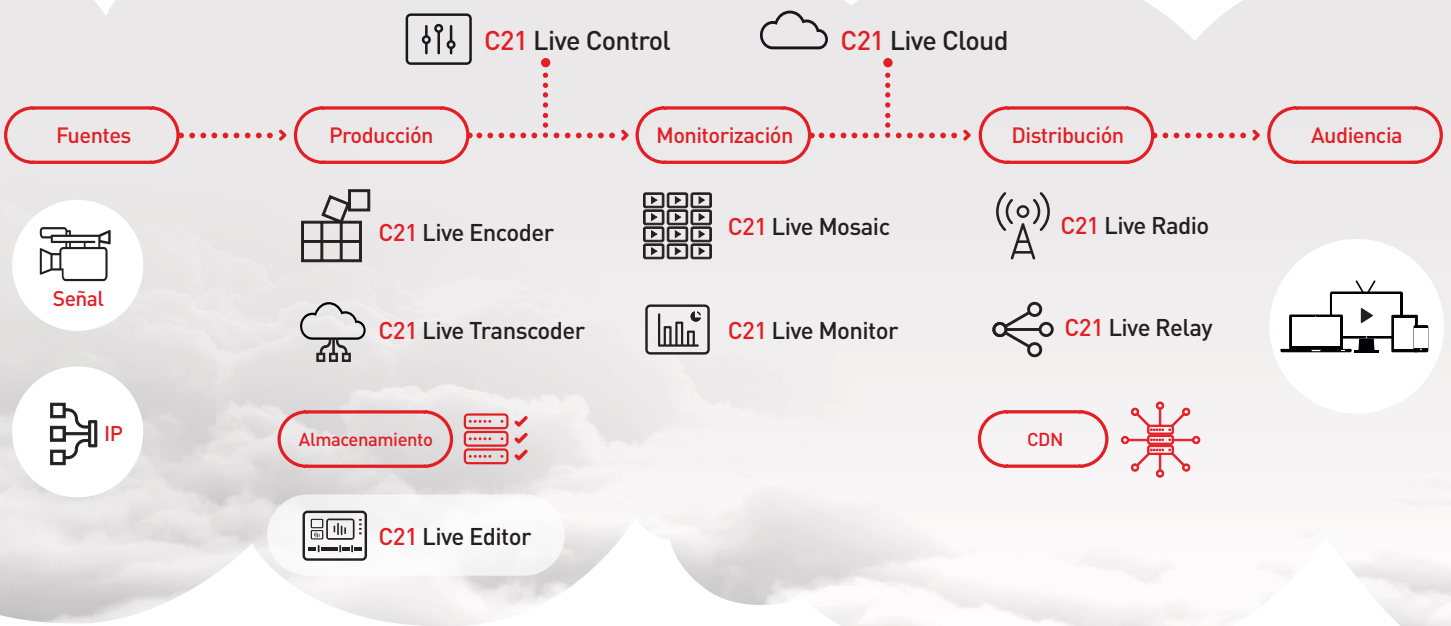 C21 Live Control
C21 Live Cloud
Fuentes
Producción
Monitorización
Distribución
Audiencia
C21 Live Encoder
C21 Live Mosaic
C21 Live Radio
Señal
C21 Live Transcoder
C21 Live Monitor
C21 Live Relay
IP
Almacenamiento
CDN
C21 Live Editor